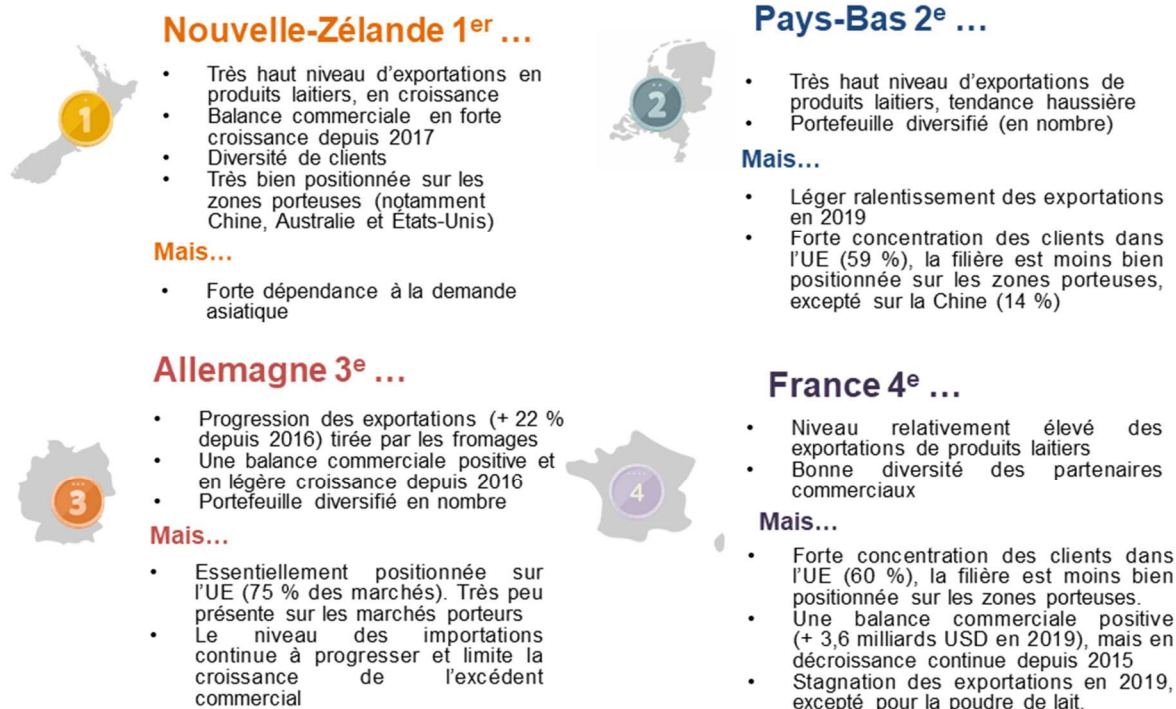 Nouvelle-Zélande 1er …
• Très haut niveau d'exportations en
produits laitiers, en croissance
• Balance commerciale en forte
croissance depuis 2017
• Diversité de clients
• Très bien positionnée sur les
zones porteuses (notamment
Chine, Australie et États-Unis)
Mais…
• Forte dépendance à la demande
asiatique
1
Pays-Bas 2e …
• Très haut niveau d'exportations de
produits laitiers, tendance haussière
• Portefeuille diversifié (en nombre)
Mais…
• Léger ralentissement des exportations
en 2019
• Forte concentration des clients dans
l'UE (59 %), la filière est moins bien
positionnée sur les zones porteuses,
excepté sur la Chine (14 %)
2
Allemagne 3e …
• Progression des exportations (+ 22 %
depuis 2016) tirée par les fromages
• Une balance commerciale positive et
en légère croissance depuis 2016
• Portefeuille diversifié en nombre
Mais…
• Essentiellement positionnée sur
l'UE (75 % des marchés). Très peu
présente sur les marchés porteurs
• Le niveau des importations
continue à progresser et limite la
croissance de l'excédent
commercial
3
France 4e …
• Niveau relativement élevé des
exportations de produits laitiers
• Bonne diversité des partenaires
commerciaux
Mais…
• Forte concentration des clients dans
l'UE (60 %), la filière est moins bien
positionnée sur les zones porteuses.
• Une balance commerciale positive
(+ 3,6 milliards USD en 2019), mais en
décroissance continue depuis 2015
• Stagnation des exportations en 2019,
excepté pour la poudre de lait.
4